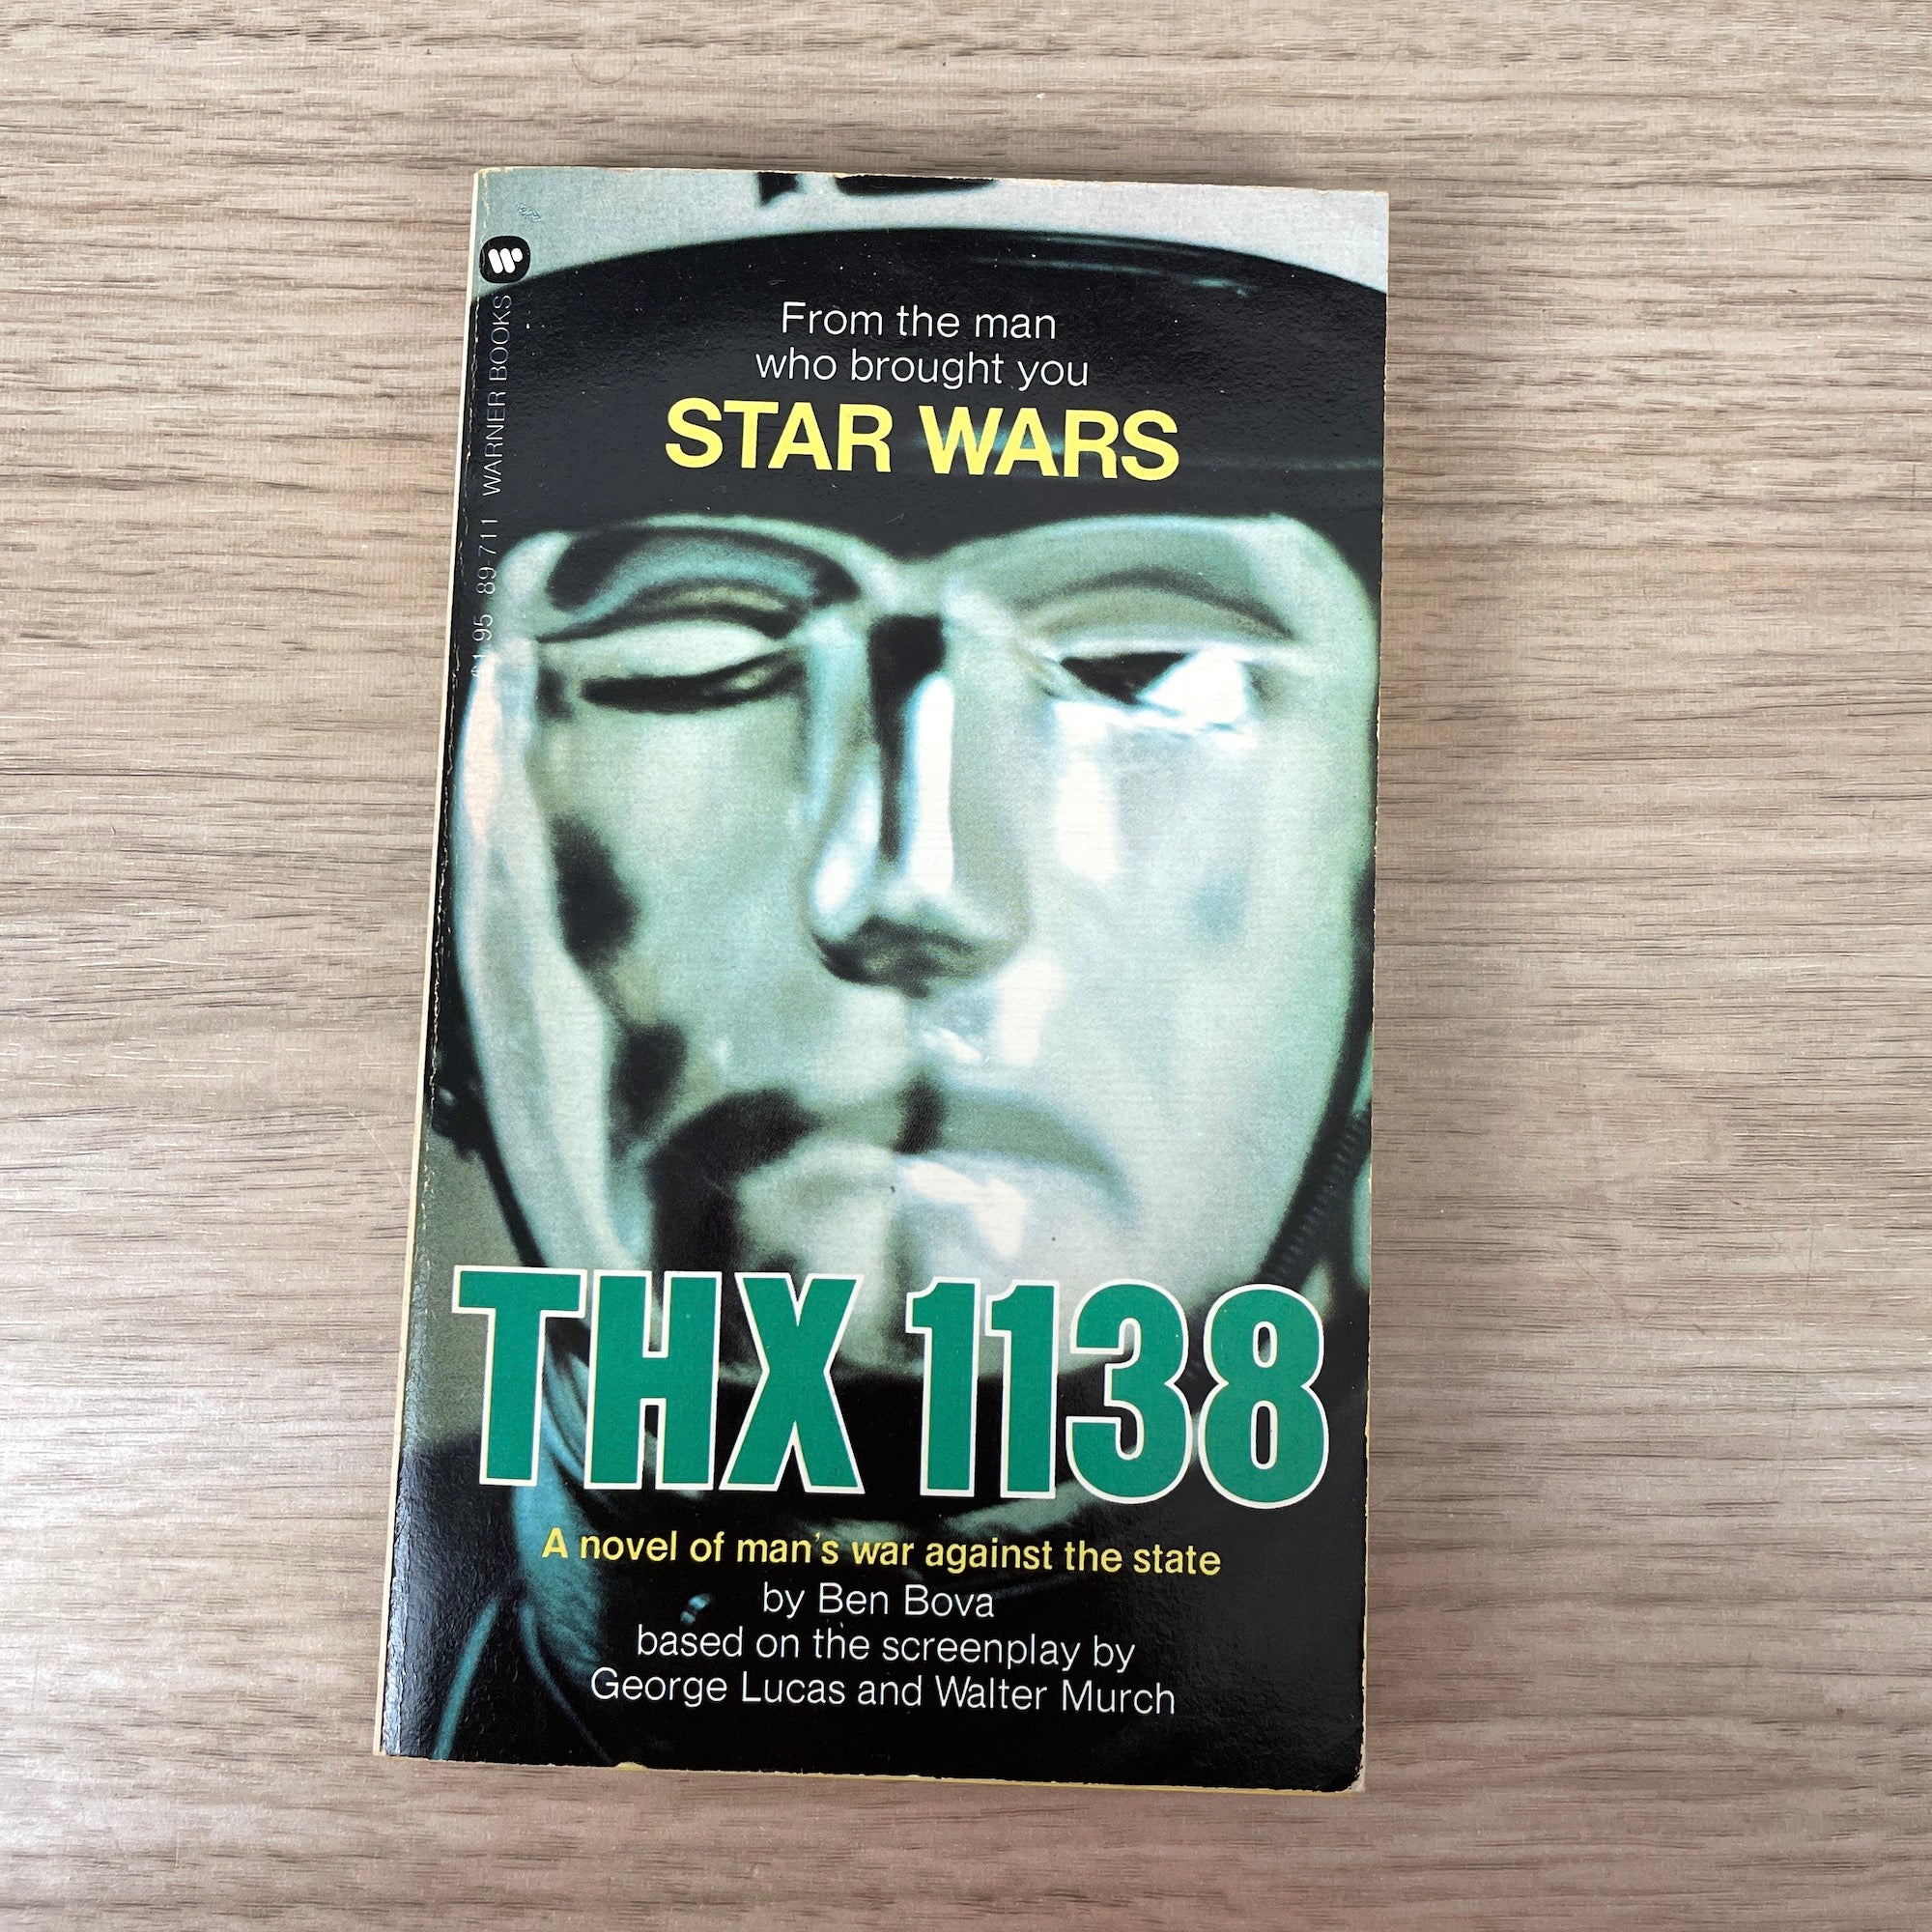 W
WARNER BOOKS
89-711
95
From the man
who brought you
STAR WARS
THX 1138
A novel of man's war against the state
by Ben Bova
based on the screenplay by
George Lucas and Walter Murch